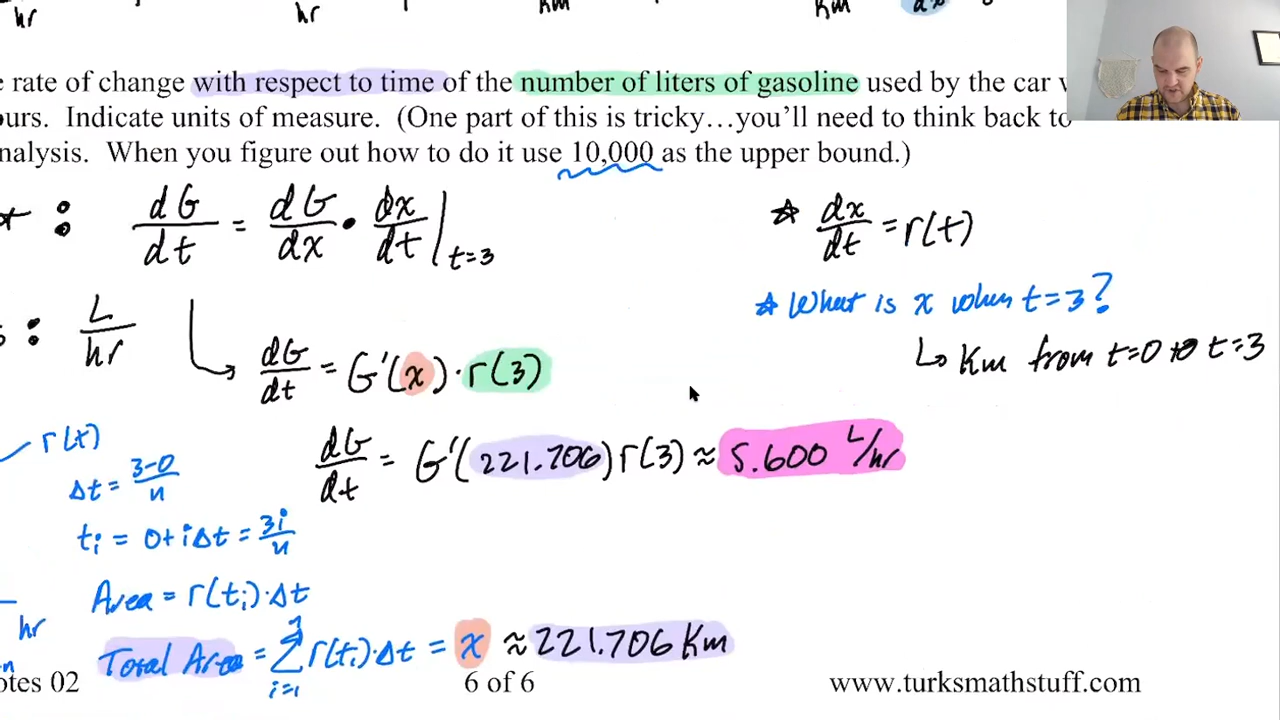 hr hr Km Km dx
e rate of change with respect to time of the number of liters of gasoline used by the car
ours. Indicate units of measure. (One part of this is tricky…you'll need to think back to
nalysis. When you figure out how to do it use 10,000 as the upper bound.)
: dG/dt = dG/dx • dx/dt | t=3
☆ dx/dt = r(t)
☆ What is x when t=3?
: L/hr
↳ Km from t=0 to t=3
dG/dt = G'(x) · r(3)
r(t)
dG/dt = G'(221.706) r(3) ≈ 5.600 L/hr
Δt = 3-0/n
ti = 0+iΔt = 3i/n
Area = r(ti)·Δt
hr
Total Area = Σ i=1 r(ti)·Δt = x ≈ 221.706 Km
otes 02 6 of 6 www.turksmathstuff.com